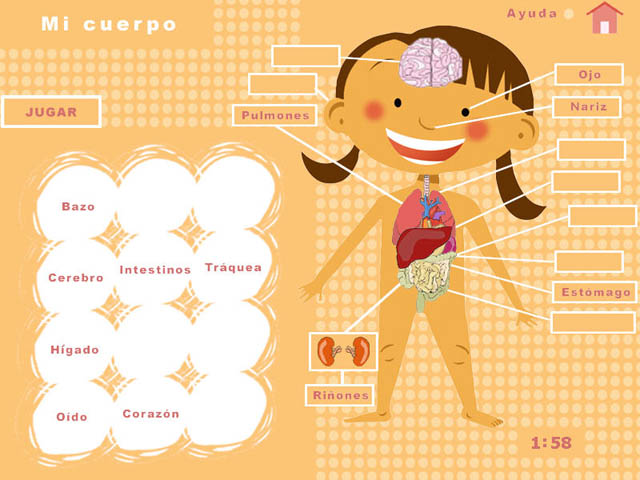 Mi cuerpo
Ayuda
JUGAR
Pulmones
Ojo
Nariz
Bazo
Cerebro
Intestinos
Tráquea
Hígado
Oído
Corazón
Estómago
Riñones
1:58